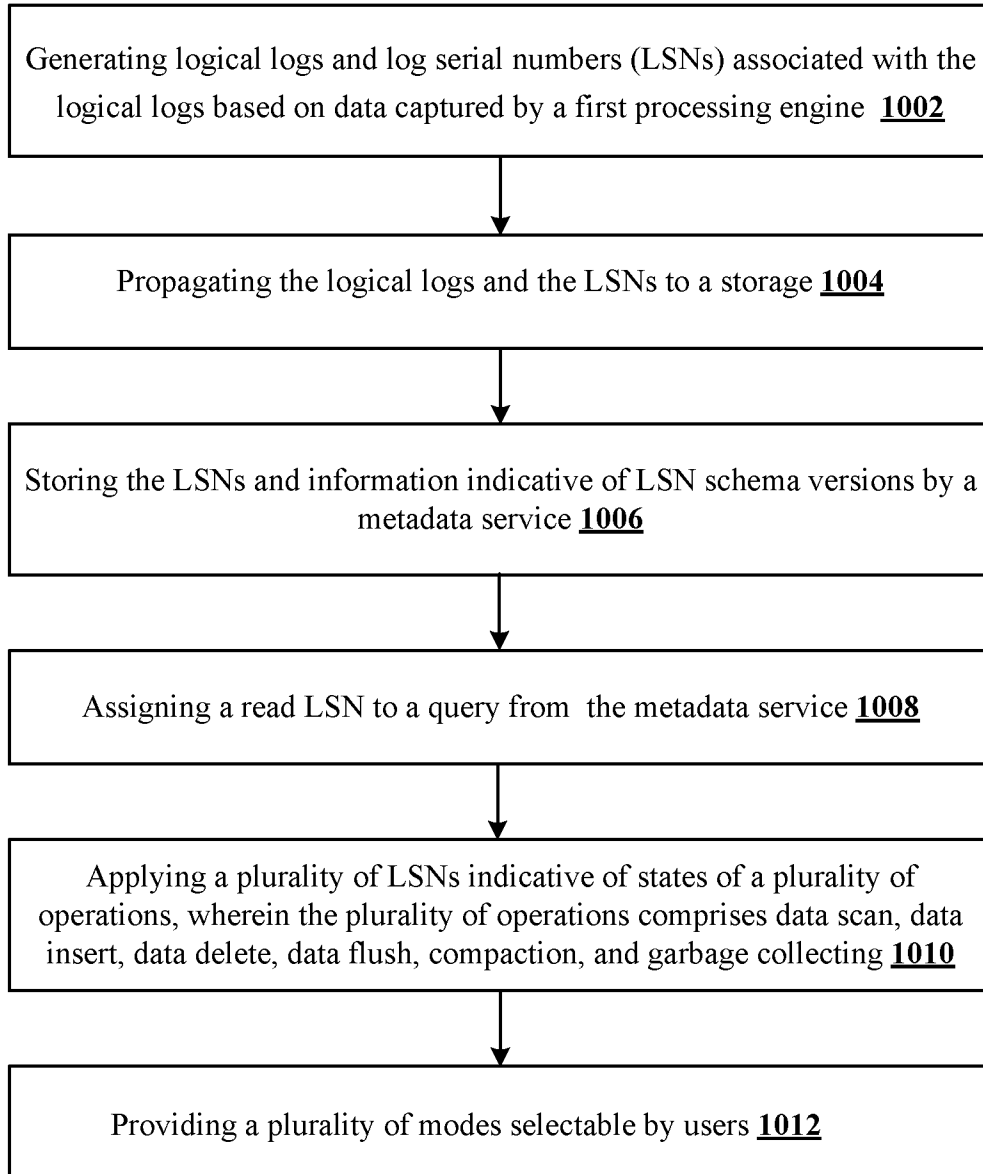 Generating logical logs and log serial numbers (LSNs) associated with the
logical logs based on data captured by a first processing engine 1002
Propagating the logical logs and the LSNs to a storage 1004
Storing the LSNs and information indicative of LSN schema versions by a
metadata service 1006
Assigning a read LSN to a query from the metadata service 1008
Applying a plurality of LSNs indicative of states of a plurality of
operations, wherein the plurality of operations comprises data scan, data
insert, data delete, data flush, compaction, and garbage collecting 1010
Providing a plurality of modes selectable by users 1012